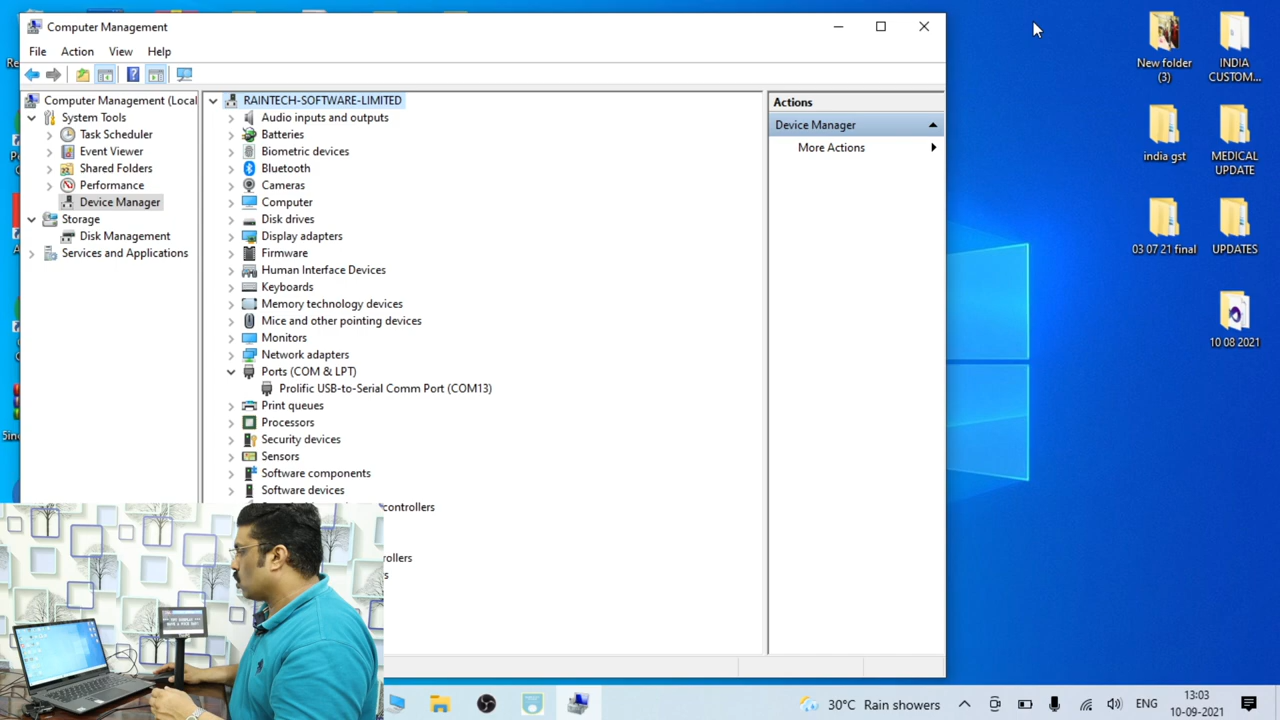 Computer Management
File Action View Help
Computer Management (Local
System Tools
Task Scheduler
Event Viewer
Shared Folders
Performance
Device Manager
Storage
Disk Management
Services and Applications
RAINTECH-SOFTWARE-LIMITED
Audio inputs and outputs
Batteries
Biometric devices
Bluetooth
Cameras
Computer
Disk drives
Display adapters
Firmware
Human Interface Devices
Keyboards
Memory technology devices
Mice and other pointing devices
Monitors
Network adapters
Ports (COM & LPT)
Prolific USB-to-Serial Comm Port (COM13)
Print queues
Processors
Security devices
Sensors
Software components
Software devices
controllers
Actions
Device Manager
More Actions
New folder
(3)
INDIA
CUSTOM...
india gst
MEDICAL
UPDATE
03 07 21 final
UPDATES
10 08 2021
30°C Rain showers
ENG
13:03
10-09-2021